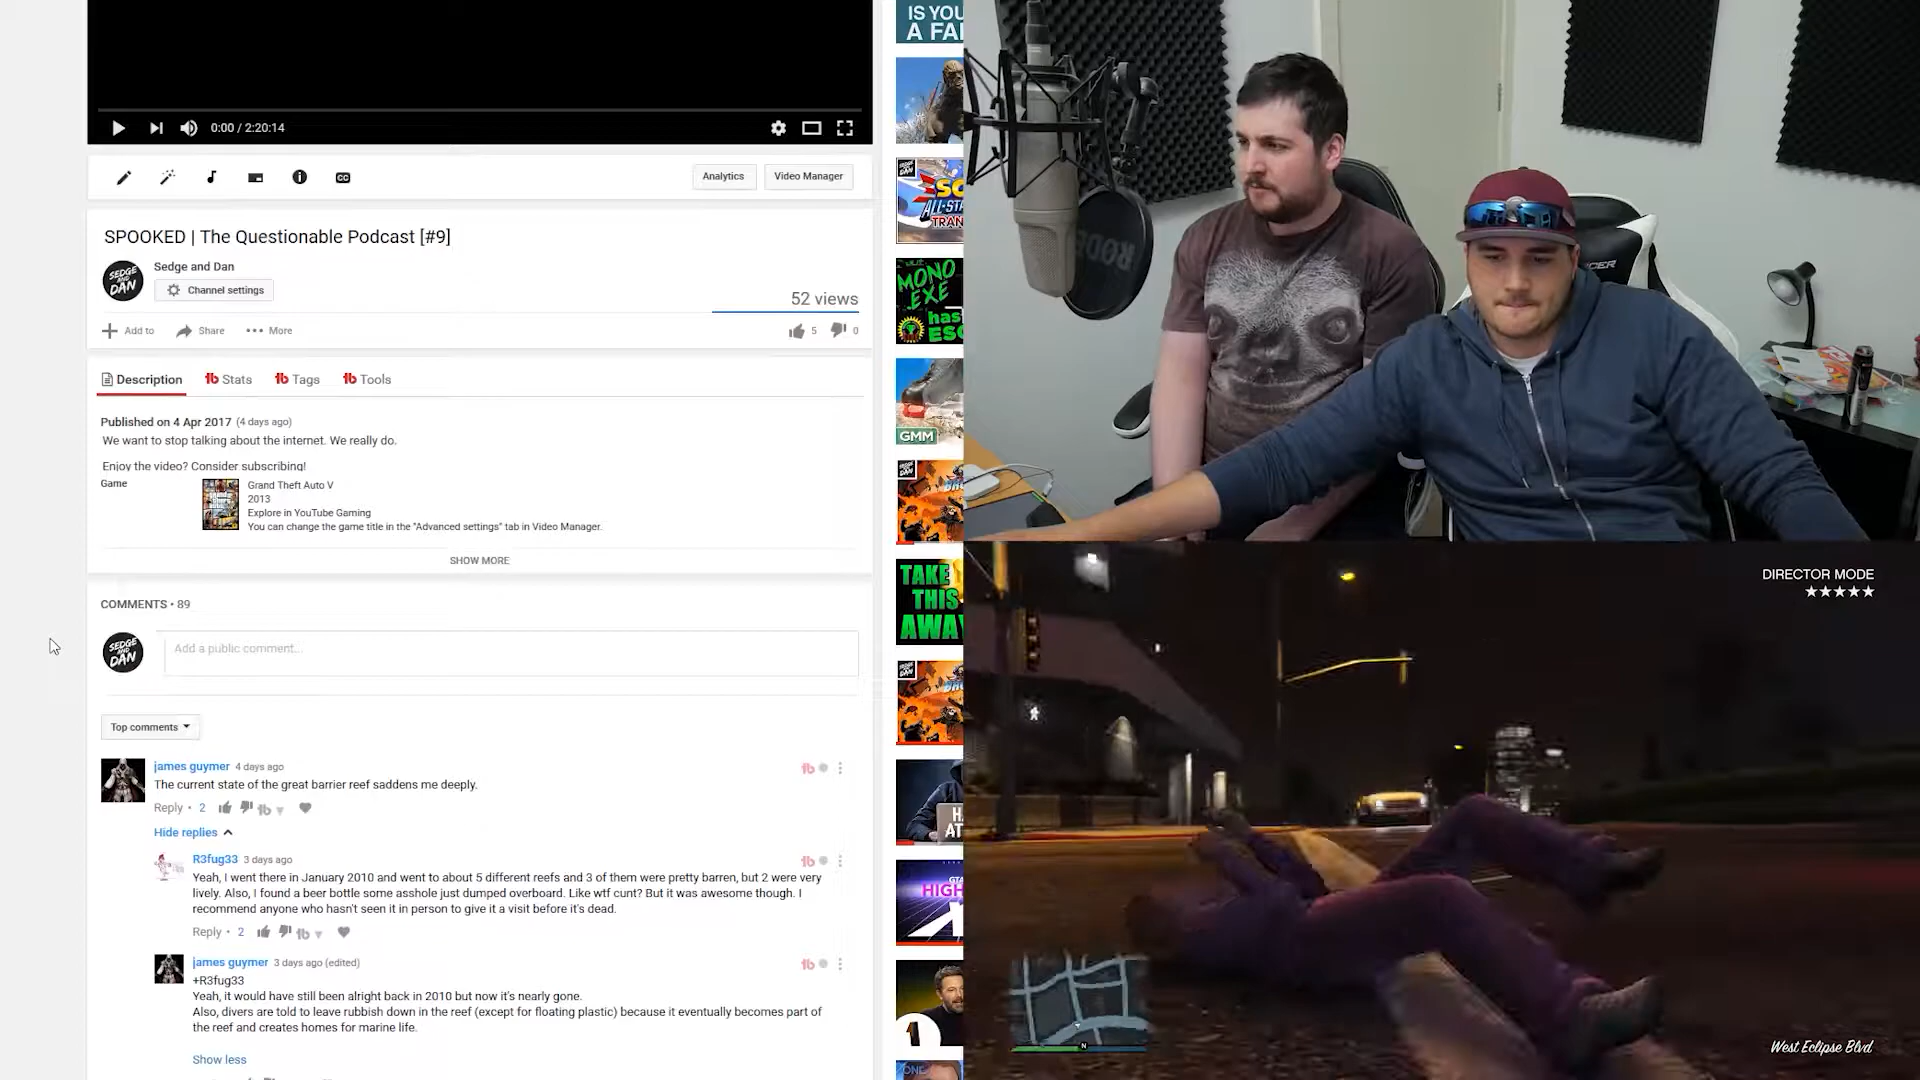 0:00 / 2:20:14
Analytics
Video Manager
SPOOKED | The Questionable Podcast [#9]
SEDGE AND DAN
Sedge and Dan
Channel settings
52 views
Add to
Share
More
5
0
Description
Stats
Tags
Tools
Published on 4 Apr 2017 (4 days ago)
We want to stop talking about the internet. We really do.
Enjoy the video? Consider subscribing!
Game
Grand Theft Auto V
2013
Explore in YouTube Gaming
You can change the game title in the "Advanced settings" tab in Video Manager.
SHOW MORE
COMMENTS • 89
SEDGE AND DAN
Add a public comment...
Top comments
james guymer 4 days ago
The current state of the great barrier reef saddens me deeply.
Reply • 2
Hide replies
R3fug33 3 days ago
Yeah, I went there in January 2010 and went to about 5 different reefs and 3 of them were pretty barren, but 2 were very
lively. Also, I found a beer bottle some asshole just dumped overboard. Like wtf cunt? But it was awesome though. I
recommend anyone who hasn't seen it in person to give it a visit before it's dead.
Reply • 2
james guymer 3 days ago (edited)
+R3fug33
Yeah, it would have still been alright back in 2010 but now it's nearly gone.
Also, divers are told to leave rubbish down in the reef (except for floating plastic) because it eventually becomes part of
the reef and creates homes for marine life.
Show less
IS YOU
A FA
ALL-STA
TRAN
MONO
.EXE
has
ESC
GMM
TAKE
THIS
AWA
HIGH
1
RODE
DIRECTOR MODE
N
West Eclipse Blvd